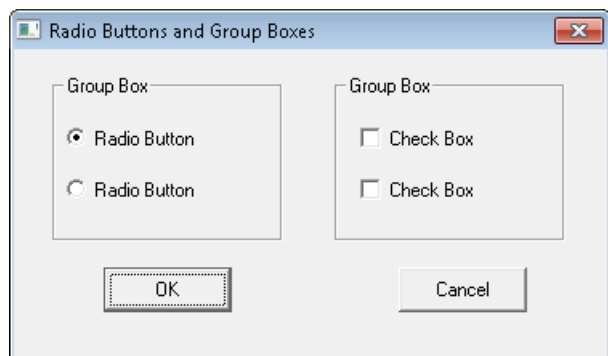 Radio Buttons and Group Boxes
Group Box
Radio Button
Radio Button
Group Box
Check Box
Check Box
OK
Cancel